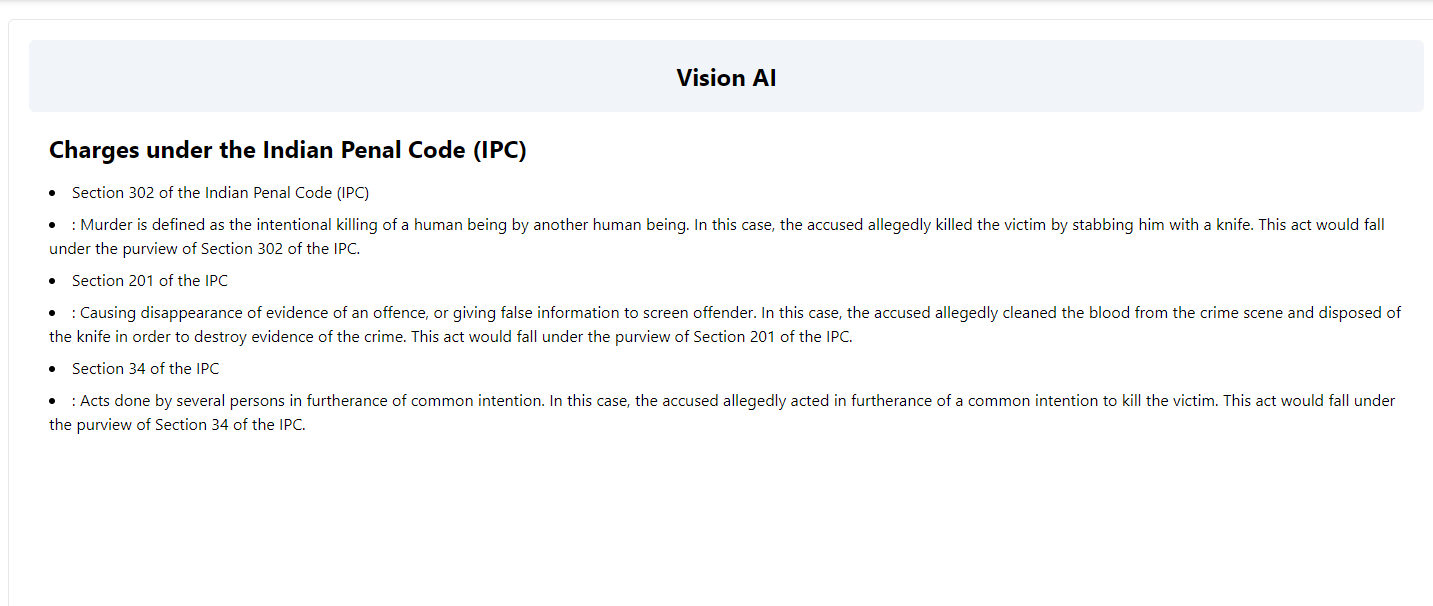 Vision AI
Charges under the Indian Penal Code (IPC)
• Section 302 of the Indian Penal Code (IPC)
• : Murder is defined as the intentional killing of a human being by another human being. In this case, the accused allegedly killed the victim by stabbing him with a knife. This act would fall
under the purview of Section 302 of the IPC.
• Section 201 of the IPC
• : Causing disappearance of evidence of an offence, or giving false information to screen offender. In this case, the accused allegedly cleaned the blood from the crime scene and disposed of
the knife in order to destroy evidence of the crime. This act would fall under the purview of Section 201 of the IPC.
• Section 34 of the IPC
• : Acts done by several persons in furtherance of common intention. In this case, the accused allegedly acted in furtherance of a common intention to kill the victim. This act would fall under
the purview of Section 34 of the IPC.